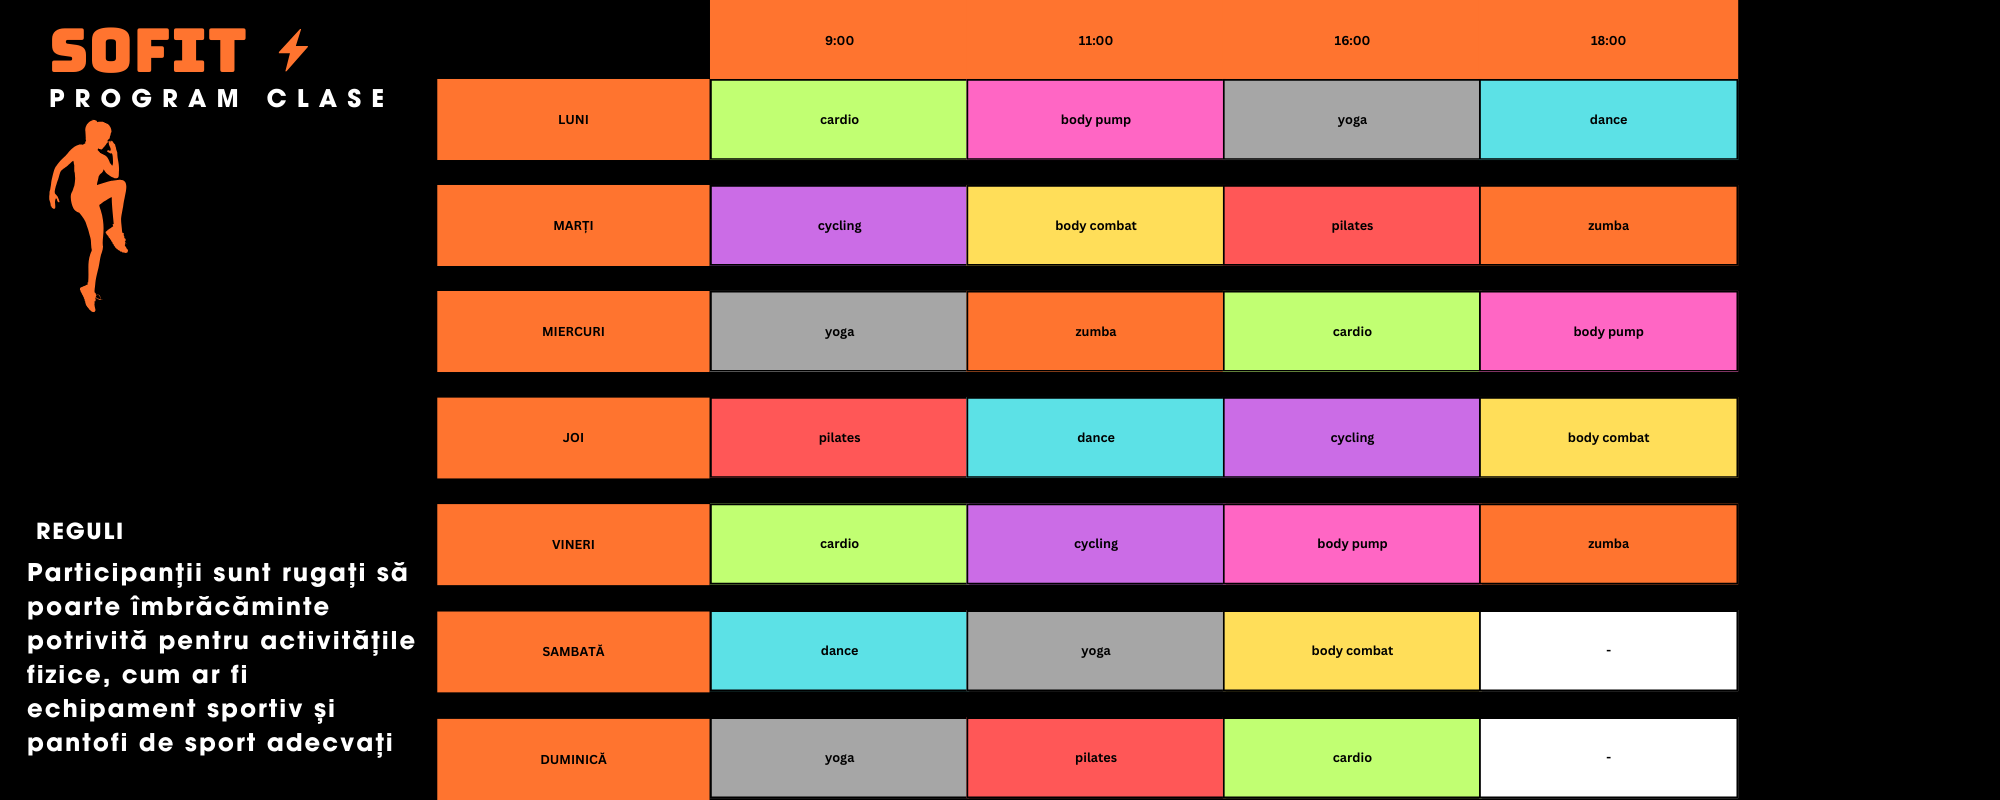 SOFIT
PROGRAM CLASE
9:00 11:00 16:00 18:00
LUNI cardio body pump yoga dance
MARȚI cycling body combat pilates zumba
MIERCURI yoga zumba cardio body pump
JOI pilates dance cycling body combat
VINERI cardio cycling body pump zumba
SAMBATĂ dance yoga body combat -
DUMINICĂ yoga pilates cardio -
REGULI
Participanții sunt rugați să
poarte îmbrăcăminte
potrivită pentru activitățile
fizice, cum ar fi
echipament sportiv și
pantofi de sport adecvați